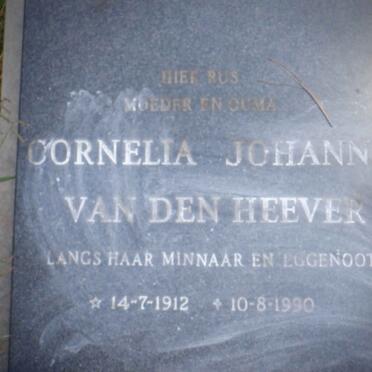 HIER RUS
MOEDER EN OUMA
CORNELIA JOHANN
VAN DEN HEEVER
LANGS HAAR MINNAAR EN EGGENOOT
☆ 14-7-1912 ✝ 10-8-1990